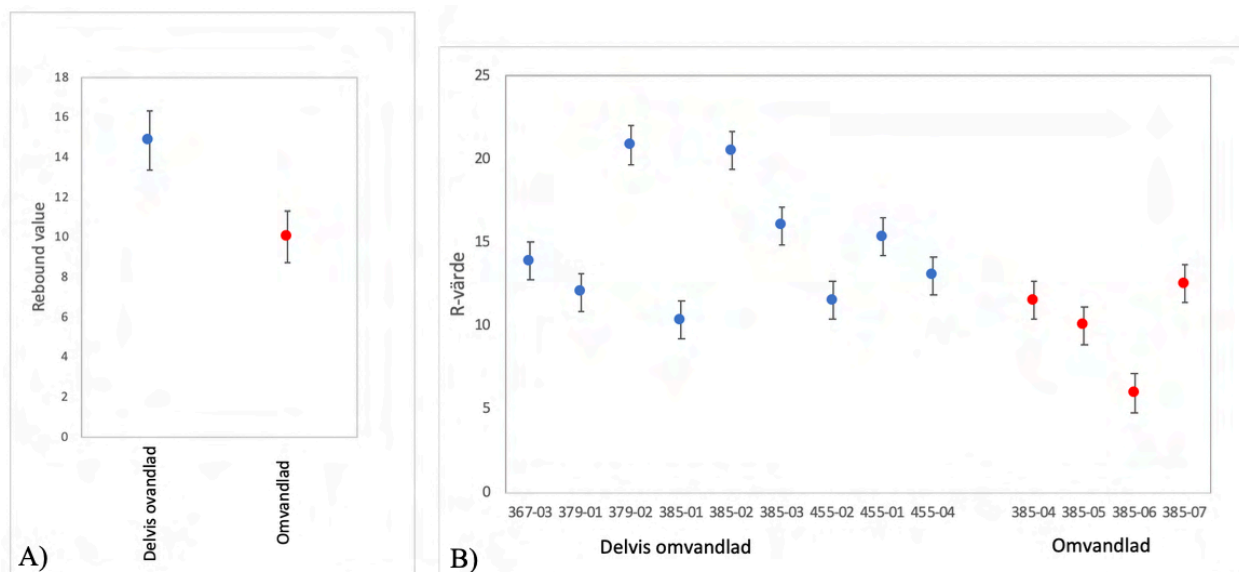 18
16
14
12
10
8
6
4
2
0
Rebound value
Delvis ovandlad
Omvandlad
A)
25
20
15
10
5
0
R-värde
367-03 379-01 379-02 385-01 385-02 385-03 455-02 455-01 455-04 385-04 385-05 385-06 385-07
Delvis omvandlad Omvandlad
B)